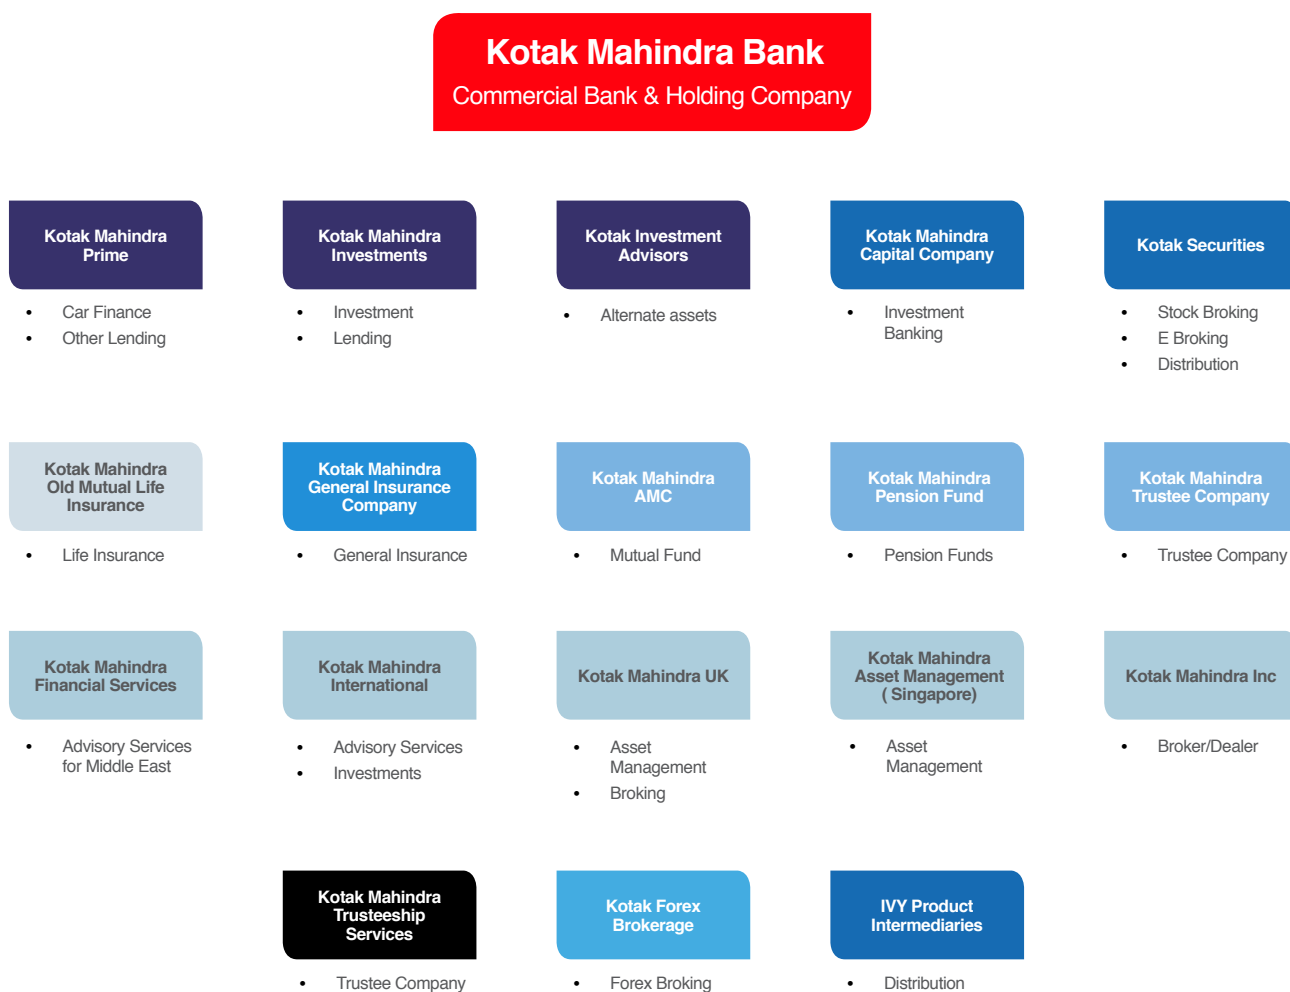 Kotak Mahindra Bank
Commercial Bank & Holding Company
Kotak Mahindra
Prime
• Car Finance
• Other Lending
Kotak Mahindra
Investments
• Investment
• Lending
Kotak Investment
Advisors
• Alternate assets
Kotak Mahindra
Capital Company
• Investment
Banking
Kotak Securities
• Stock Broking
• E Broking
• Distribution
Kotak Mahindra
Old Mutual Life
Insurance
• Life Insurance
Kotak Mahindra
General Insurance
Company
• General Insurance
Kotak Mahindra
AMC
• Mutual Fund
Kotak Mahindra
Pension Fund
• Pension Funds
Kotak Mahindra
Trustee Company
• Trustee Company
Kotak Mahindra
Financial Services
• Advisory Services
for Middle East
Kotak Mahindra
International
• Advisory Services
• Investments
Kotak Mahindra UK
• Asset
Management
• Broking
Kotak Mahindra
Asset Management
( Singapore)
• Asset
Management
Kotak Mahindra Inc
• Broker/Dealer
Kotak Mahindra
Trusteeship
Services
• Trustee Company
Kotak Forex
Brokerage
• Forex Broking
IVY Product
Intermediaries
• Distribution